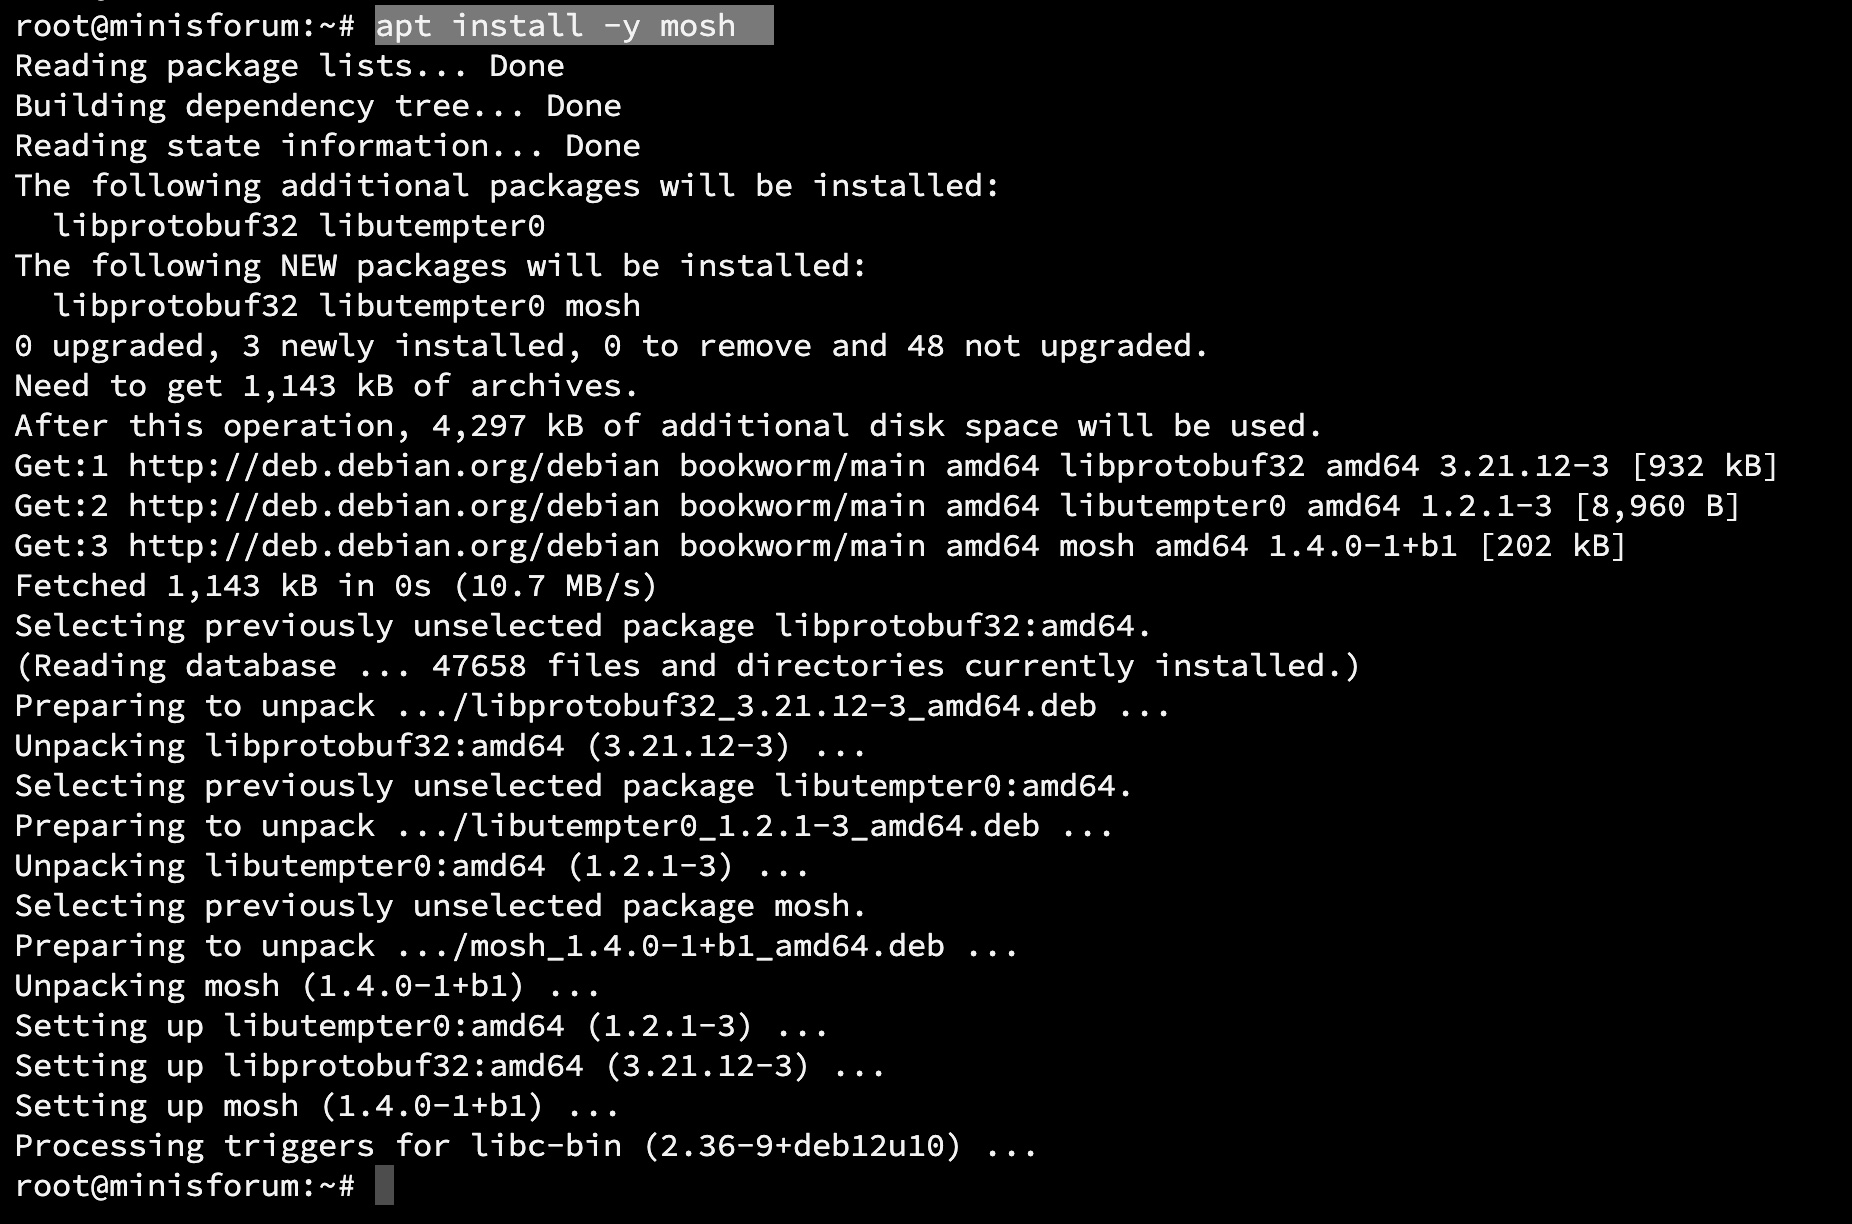 root@minisforum:~# apt install -y mosh
Reading package lists... Done
Building dependency tree... Done
Reading state information... Done
The following additional packages will be installed:
  libprotobuf32 libutempter0
The following NEW packages will be installed:
  libprotobuf32 libutempter0 mosh
0 upgraded, 3 newly installed, 0 to remove and 48 not upgraded.
Need to get 1,143 kB of archives.
After this operation, 4,297 kB of additional disk space will be used.
Get:1 http://deb.debian.org/debian bookworm/main amd64 libprotobuf32 amd64 3.21.12-3 [932 kB]
Get:2 http://deb.debian.org/debian bookworm/main amd64 libutempter0 amd64 1.2.1-3 [8,960 B]
Get:3 http://deb.debian.org/debian bookworm/main amd64 mosh amd64 1.4.0-1+b1 [202 kB]
Fetched 1,143 kB in 0s (10.7 MB/s)
Selecting previously unselected package libprotobuf32:amd64.
(Reading database ... 47658 files and directories currently installed.)
Preparing to unpack .../libprotobuf32_3.21.12-3_amd64.deb ...
Unpacking libprotobuf32:amd64 (3.21.12-3) ...
Selecting previously unselected package libutempter0:amd64.
Preparing to unpack .../libutempter0_1.2.1-3_amd64.deb ...
Unpacking libutempter0:amd64 (1.2.1-3) ...
Selecting previously unselected package mosh.
Preparing to unpack .../mosh_1.4.0-1+b1_amd64.deb ...
Unpacking mosh (1.4.0-1+b1) ...
Setting up libutempter0:amd64 (1.2.1-3) ...
Setting up libprotobuf32:amd64 (3.21.12-3) ...
Setting up mosh (1.4.0-1+b1) ...
Processing triggers for libc-bin (2.36-9+deb12u10) ...
root@minisforum:~#